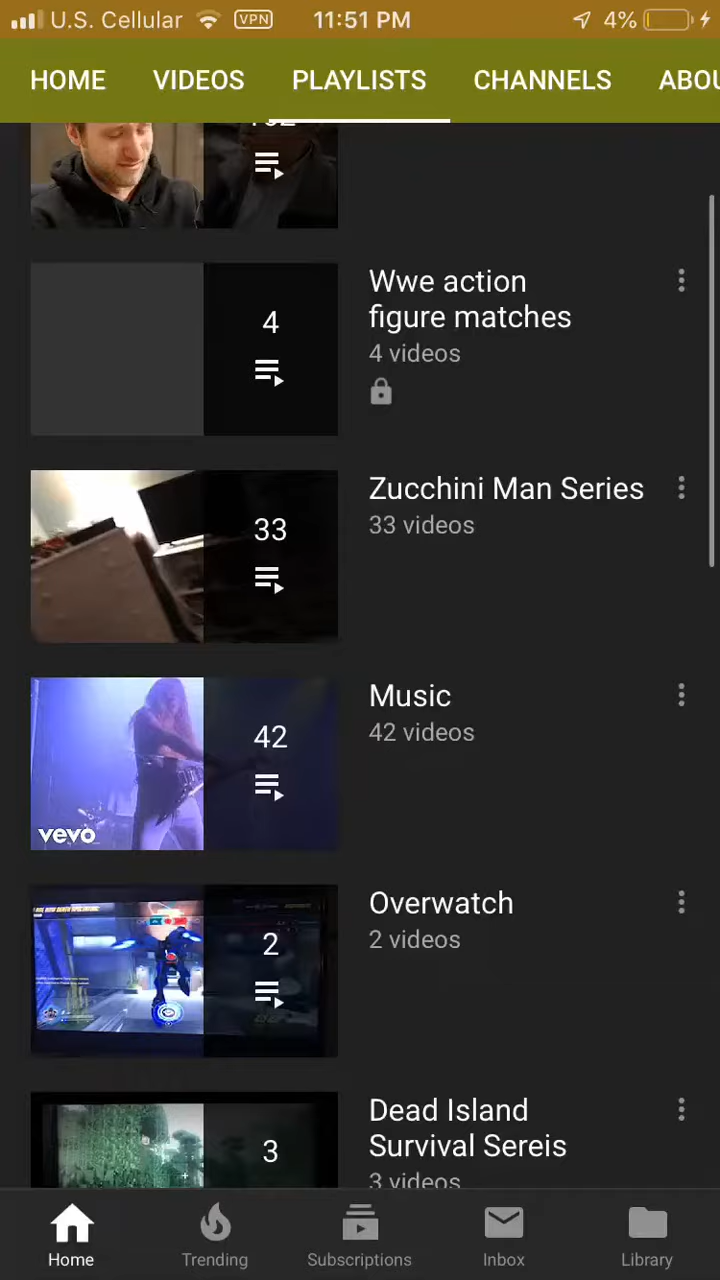 U.S. Cellular VPN 11:51 PM 4%
HOME VIDEOS PLAYLISTS CHANNELS ABOU
Wwe action
figure matches
4
4 videos
Zucchini Man Series
33
33 videos
Music
42
42 videos
vevo
Overwatch
2
2 videos
Dead Island
Survival Sereis
3
3 videos
Home Trending Subscriptions Inbox Library